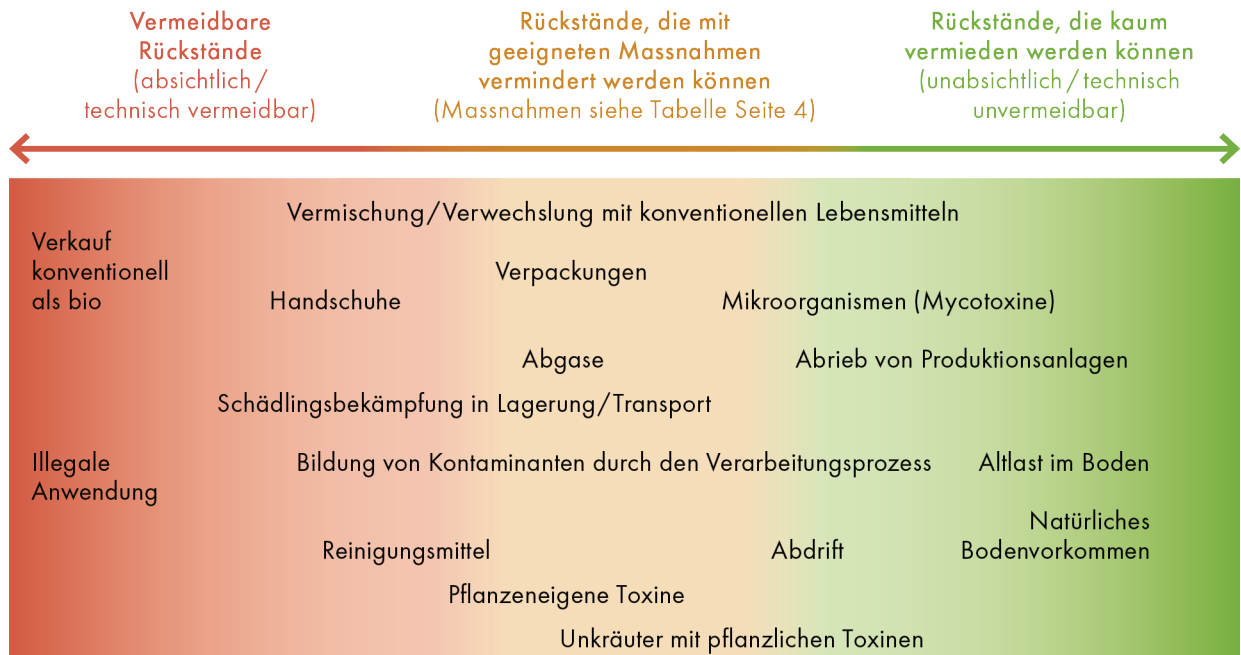 Vermeidbare
Rückstände
(absichtlich/
technisch vermeidbar)
Rückstände, die mit
geeigneten Massnahmen
vermindert werden können
(Massnahmen siehe Tabelle Seite 4)
Rückstände, die kaum
vermieden werden können
(unabsichtlich/technisch
unvermeidbar)
Vermischung/Verwechslung mit konventionellen Lebensmitteln
Verkauf
konventionell
als bio
Verpackungen
Handschuhe
Mikroorganismen (Mycotoxine)
Abgase
Abrieb von Produktionsanlagen
Schädlingsbekämpfung in Lagerung/Transport
Illegale
Anwendung
Bildung von Kontaminanten durch den Verarbeitungsprozess
Altlast im Boden
Natürliches
Bodenvorkommen
Reinigungsmittel
Abdrift
Pflanzeneigene Toxine
Unkräuter mit pflanzlichen Toxinen